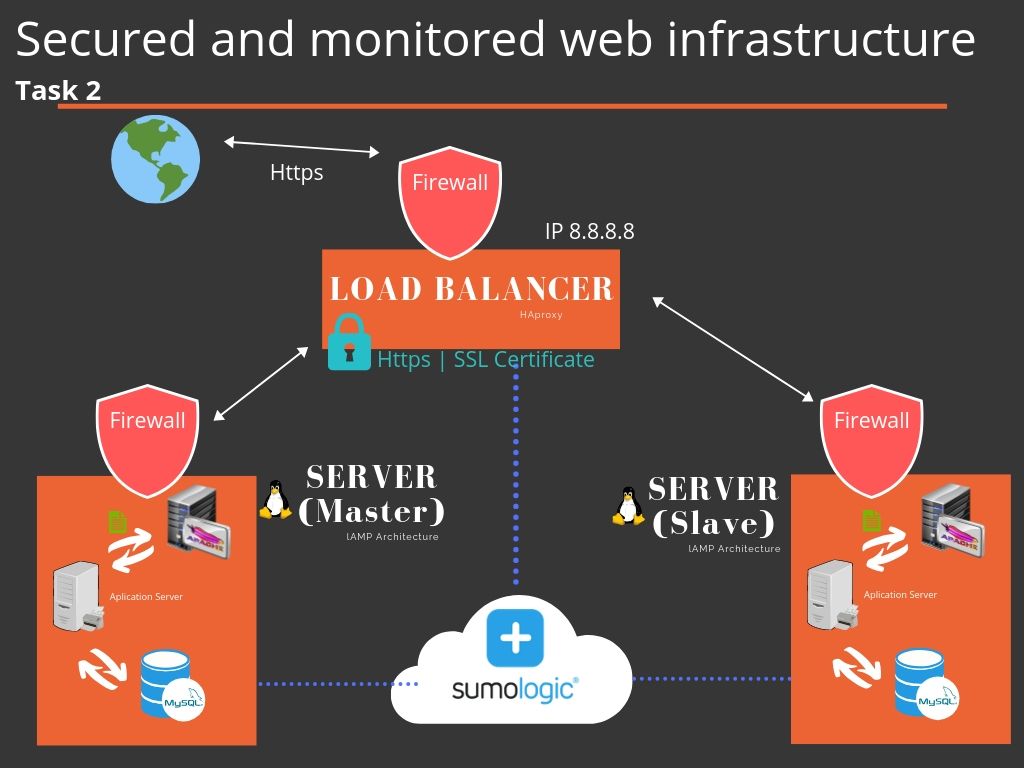 Secured and monitored web infrastructure
Task 2
Https
Firewall
IP 8.8.8.8
LOAD BALANCER
HAproxy
Https | SSL Certificate
Firewall
Firewall
SERVER
(Master)
lAMP Architecture
SERVER
(Slave)
lAMP Architecture
APACHE
Aplication Server
MySQL
APACHE
Aplication Server
MySQL
sumologic®